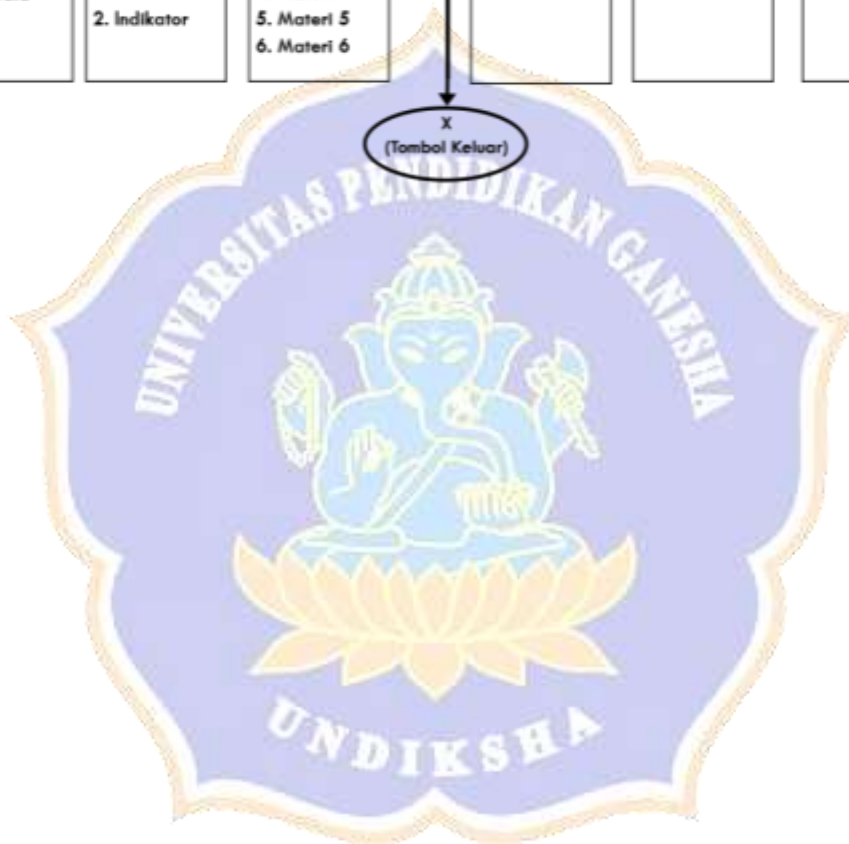 2. Indikator
5. Materi 5
6. Materi 6
X
(Tombol Keluar)
UNIVERSITAS PENDIDIKAN GANESHA
UNDIKSHA